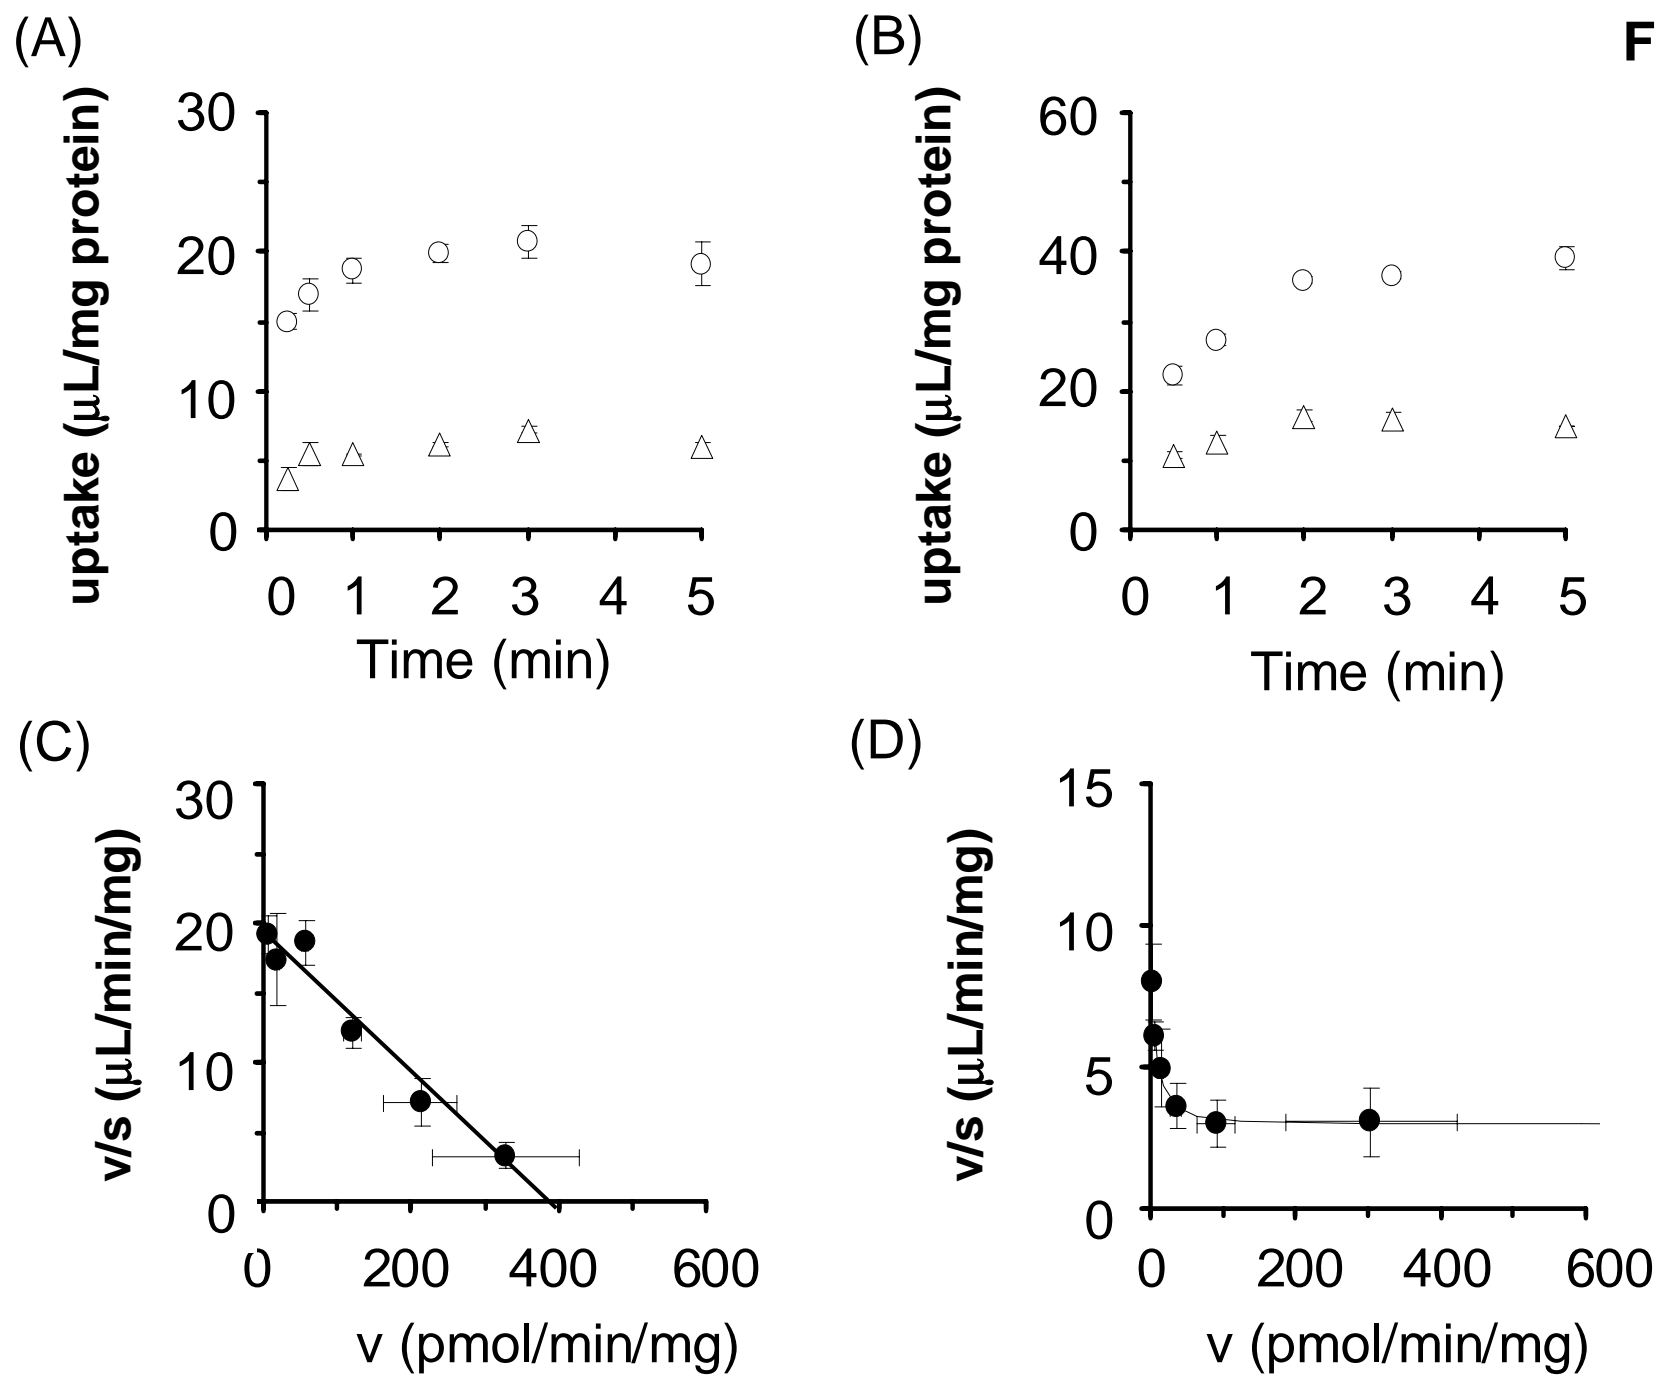 (A)
(B)
F
uptake (μL/mg protein)
30
20
10
0
0 1 2 3 4 5
Time (min)
uptake (μL/mg protein)
60
40
20
0
0 1 2 3 4 5
Time (min)
(C)
(D)
v/s (μL/min/mg)
30
20
10
0
0 200 400 600
v (pmol/min/mg)
v/s (μL/min/mg)
15
10
5
0
0 200 400 600
v (pmol/min/mg)